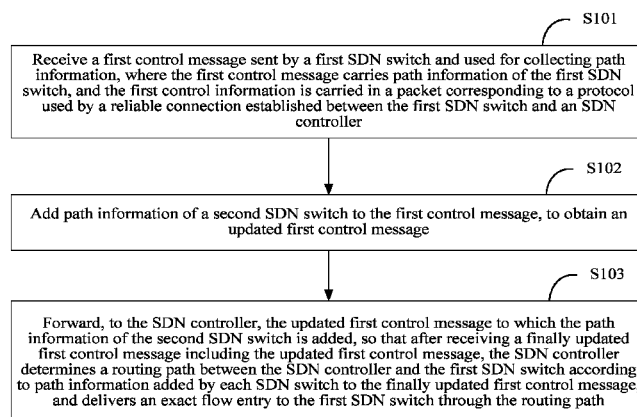 S101
Receive a first control message sent by a first SDN switch and used for collecting path
information, where the first control message carries path information of the first SDN
switch, and the first control information is carried in a packet corresponding to a protocol
used by a reliable connection established between the first SDN switch and an SDN
controller
S102
Add path information of a second SDN switch to the first control message, to obtain an
updated first control message
S103
Forward, to the SDN controller, the updated first control message to which the path
information of the second SDN switch is added, so that after receiving a finally updated
first control message including the updated first control message, the SDN controller
determines a routing path between the SDN controller and the first SDN switch according
to path information added by each SDN switch to the finally updated first control message,
and delivers an exact flow entry to the first SDN switch through the routing path